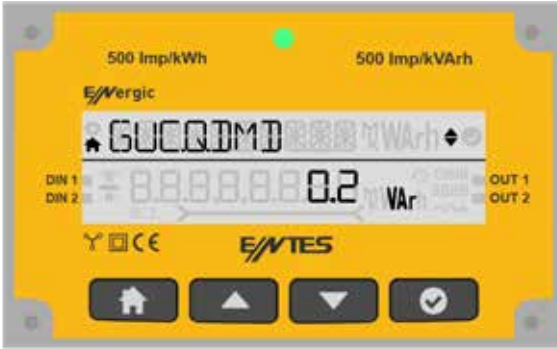 500 Imp/kWh 500 Imp/kVArh
ENergic
GUC.Q.DMD
DIN 1 0.2 VAr OUT 1
DIN 2 OUT 2
CE
ENTES